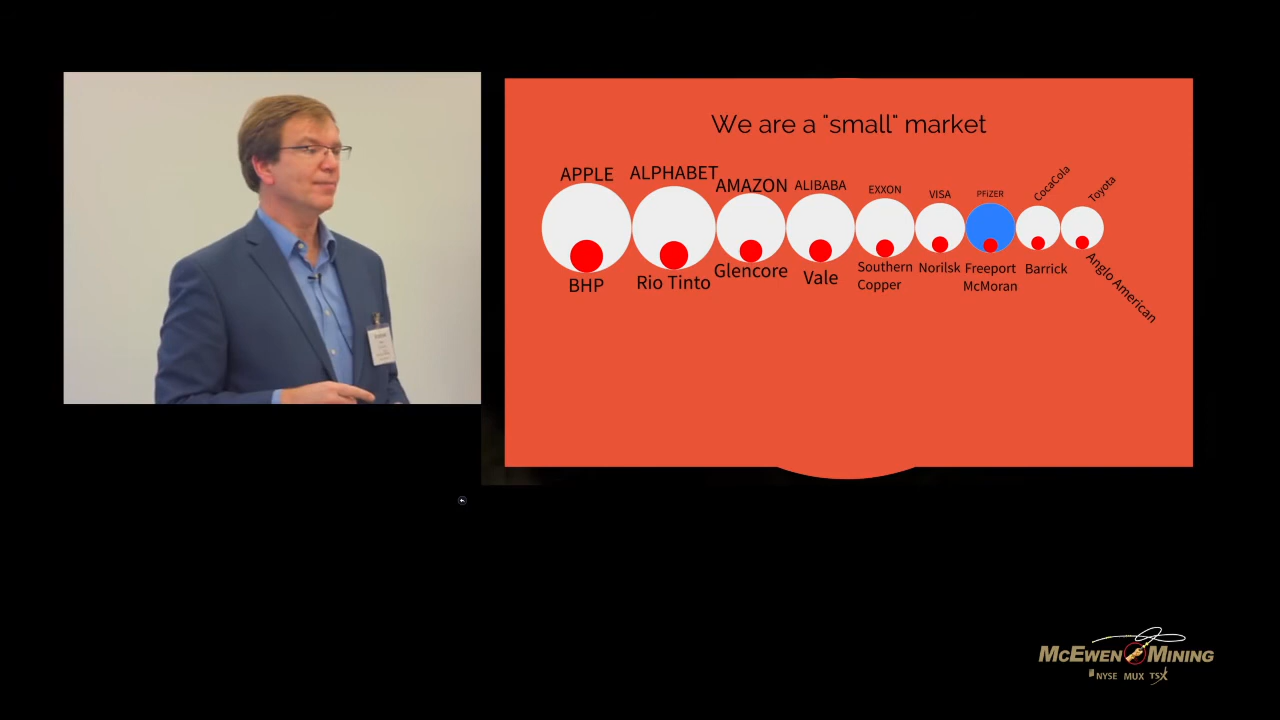 We are a "small" market
APPLE
ALPHABET
AMAZON
ALIBABA
EXXON
VISA
PFiZER
CocaCola
Toyota
BHP
Rio Tinto
Glencore
Vale
Southern
Copper
Norilsk
Freeport
McMoran
Barrick
Anglo American
McEwen Mining
NYSE MUX TSX